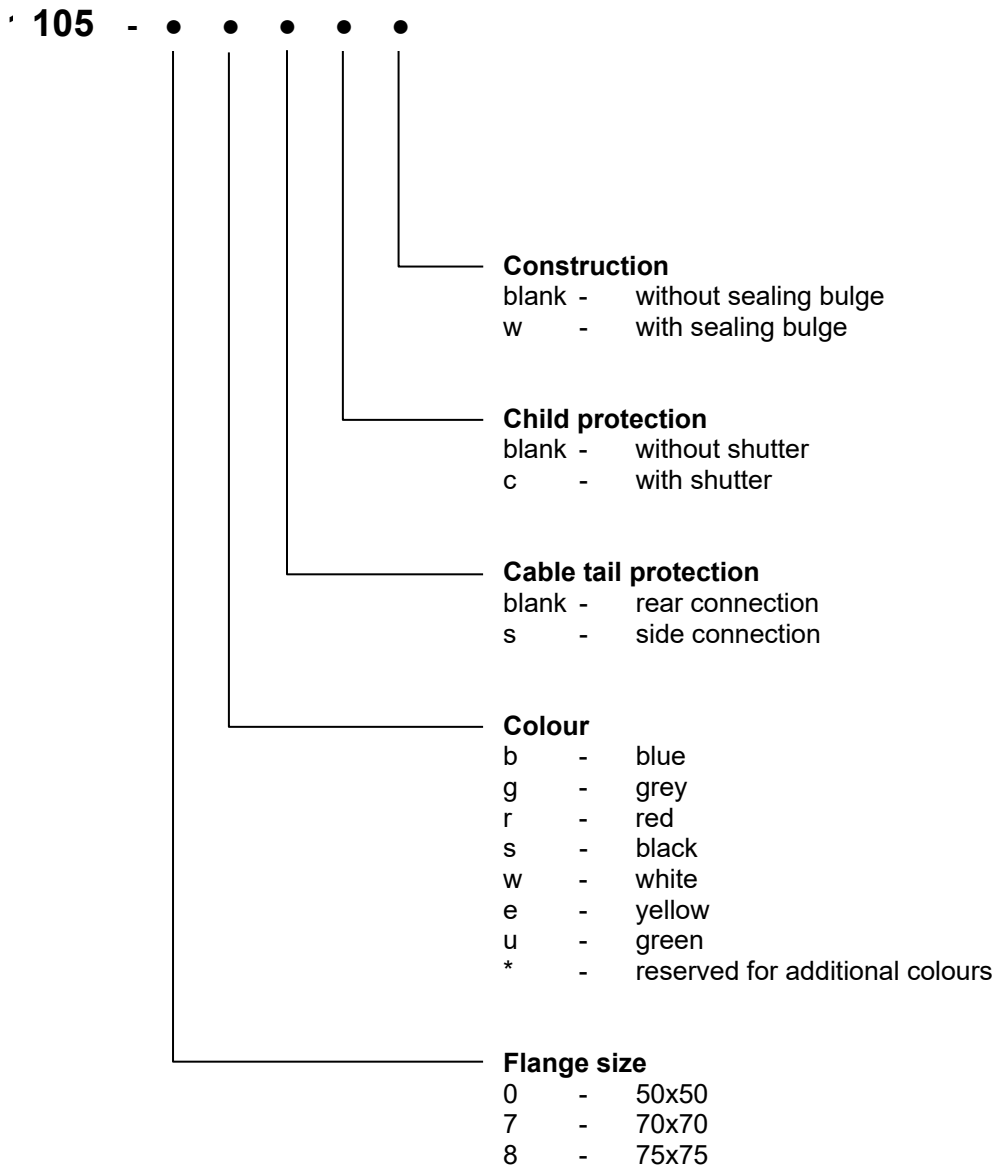 105 - ● ● ● ● ●
Construction
blank - without sealing bulge
w - with sealing bulge
Child protection
blank - without shutter
c - with shutter
Cable tail protection
blank - rear connection
s - side connection
Colour
b - blue
g - grey
r - red
s - black
w - white
e - yellow
u - green
* - reserved for additional colours
Flange size
0 - 50x50
7 - 70x70
8 - 75x75